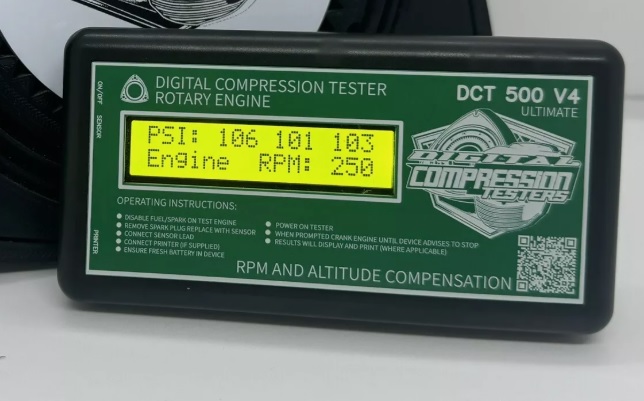 DIGITAL COMPRESSION TESTER
ROTARY ENGINE
DCT 500 V4
ULTIMATE
ON/OFF
SENSOR
PRINTER
PSI: 106 101 103
Engine RPM: 250
DIGITAL
COMPRESSION
TESTERS
OPERATING INSTRUCTIONS:
● DISABLE FUEL/SPARK ON TEST ENGINE
● REMOVE SPARK PLUG REPLACE WITH SENSOR
● CONNECT SENSOR LEAD
● CONNECT PRINTER (IF SUPPLIED)
● ENSURE FRESH BATTERY IN DEVICE
● POWER ON TESTER
● WHEN PROMPTED CRANK ENGINE UNTIL DEVICE ADVISES TO STOP
● RESULTS WILL DISPLAY AND PRINT (WHERE APPLICABLE)
RPM AND ALTITUDE COMPENSATION